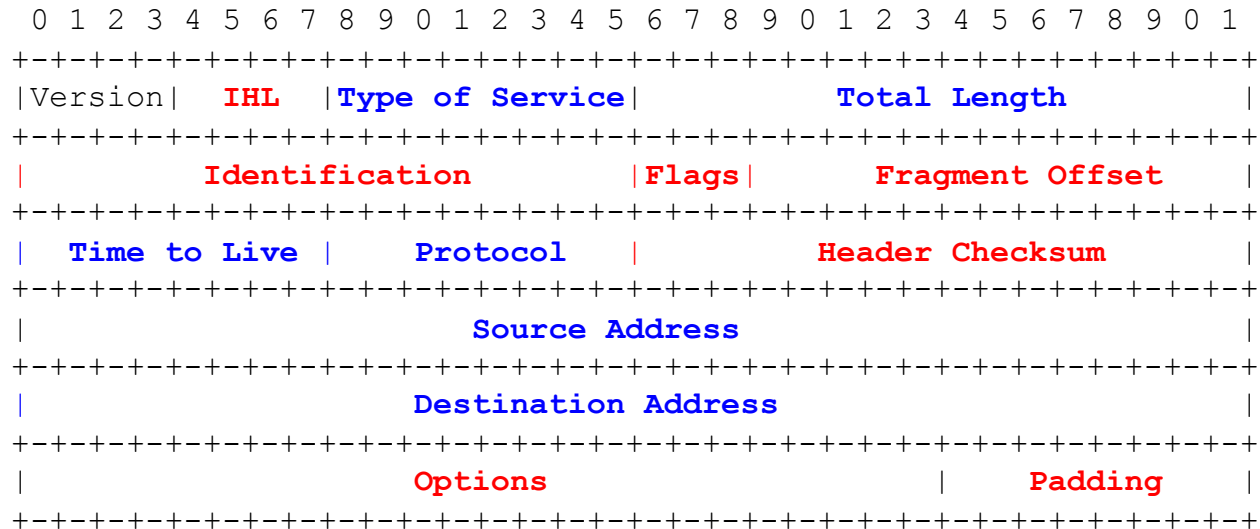 0 1 2 3 4 5 6 7 8 9 0 1 2 3 4 5 6 7 8 9 0 1 2 3 4 5 6 7 8 9 0 1
+-+-+-+-+-+-+-+-+-+-+-+-+-+-+-+-+-+-+-+-+-+-+-+-+-+-+-+-+-+-+-+-+
|Version|  IHL  |Type of Service|          Total Length         |
+-+-+-+-+-+-+-+-+-+-+-+-+-+-+-+-+-+-+-+-+-+-+-+-+-+-+-+-+-+-+-+-+
|         Identification        |Flags|      Fragment Offset    |
+-+-+-+-+-+-+-+-+-+-+-+-+-+-+-+-+-+-+-+-+-+-+-+-+-+-+-+-+-+-+-+-+
|  Time to Live |    Protocol   |         Header Checksum       |
+-+-+-+-+-+-+-+-+-+-+-+-+-+-+-+-+-+-+-+-+-+-+-+-+-+-+-+-+-+-+-+-+
|                       Source Address                          |
+-+-+-+-+-+-+-+-+-+-+-+-+-+-+-+-+-+-+-+-+-+-+-+-+-+-+-+-+-+-+-+-+
|                    Destination Address                        |
+-+-+-+-+-+-+-+-+-+-+-+-+-+-+-+-+-+-+-+-+-+-+-+-+-+-+-+-+-+-+-+-+
|                    Options                    |    Padding    |
+-+-+-+-+-+-+-+-+-+-+-+-+-+-+-+-+-+-+-+-+-+-+-+-+-+-+-+-+-+-+-+-+